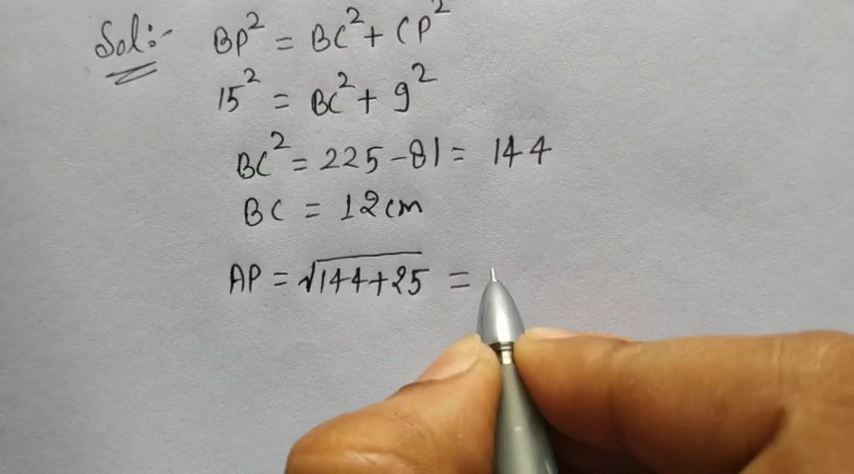 Sol:- BP² = BC² + CP²
15² = BC² + 9²
BC² = 225 - 81 = 144
BC = 12cm
AP = √144+25 =